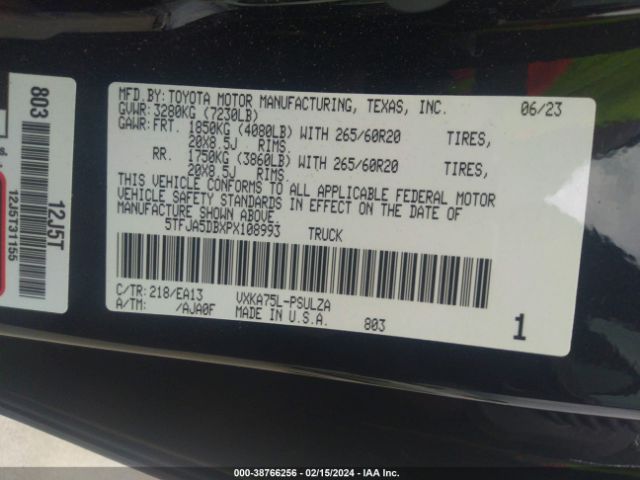 MFD.BY:TOYOTA MOTOR MANUFACTURING, TEXAS, INC. 06/23
GVWR:3280KG (7230LB)
GAWR:FRT. 1850KG (4080LB) WITH 265/60R20 TIRES,
20X8.5J RIMS.
RR. 1750KG (3860LB) WITH 265/60R20 TIRES,
20X8.5J RIMS.
THIS VEHICLE CONFORMS TO ALL APPLICABLE FEDERAL MOTOR
VEHICLE SAFETY STANDARDS IN EFFECT ON THE DATE OF
MANUFACTURE SHOWN ABOVE.
5TFJA5DBXPX108993 TRUCK
C/TR:218/EA13 VXKA75L-PSULZA
A/TM: /AJA0F MADE IN U.S.A. 803
1
803
12J5T
12J5T31155
s.
000-38766256 - 02/15/2024 - IAA Inc.